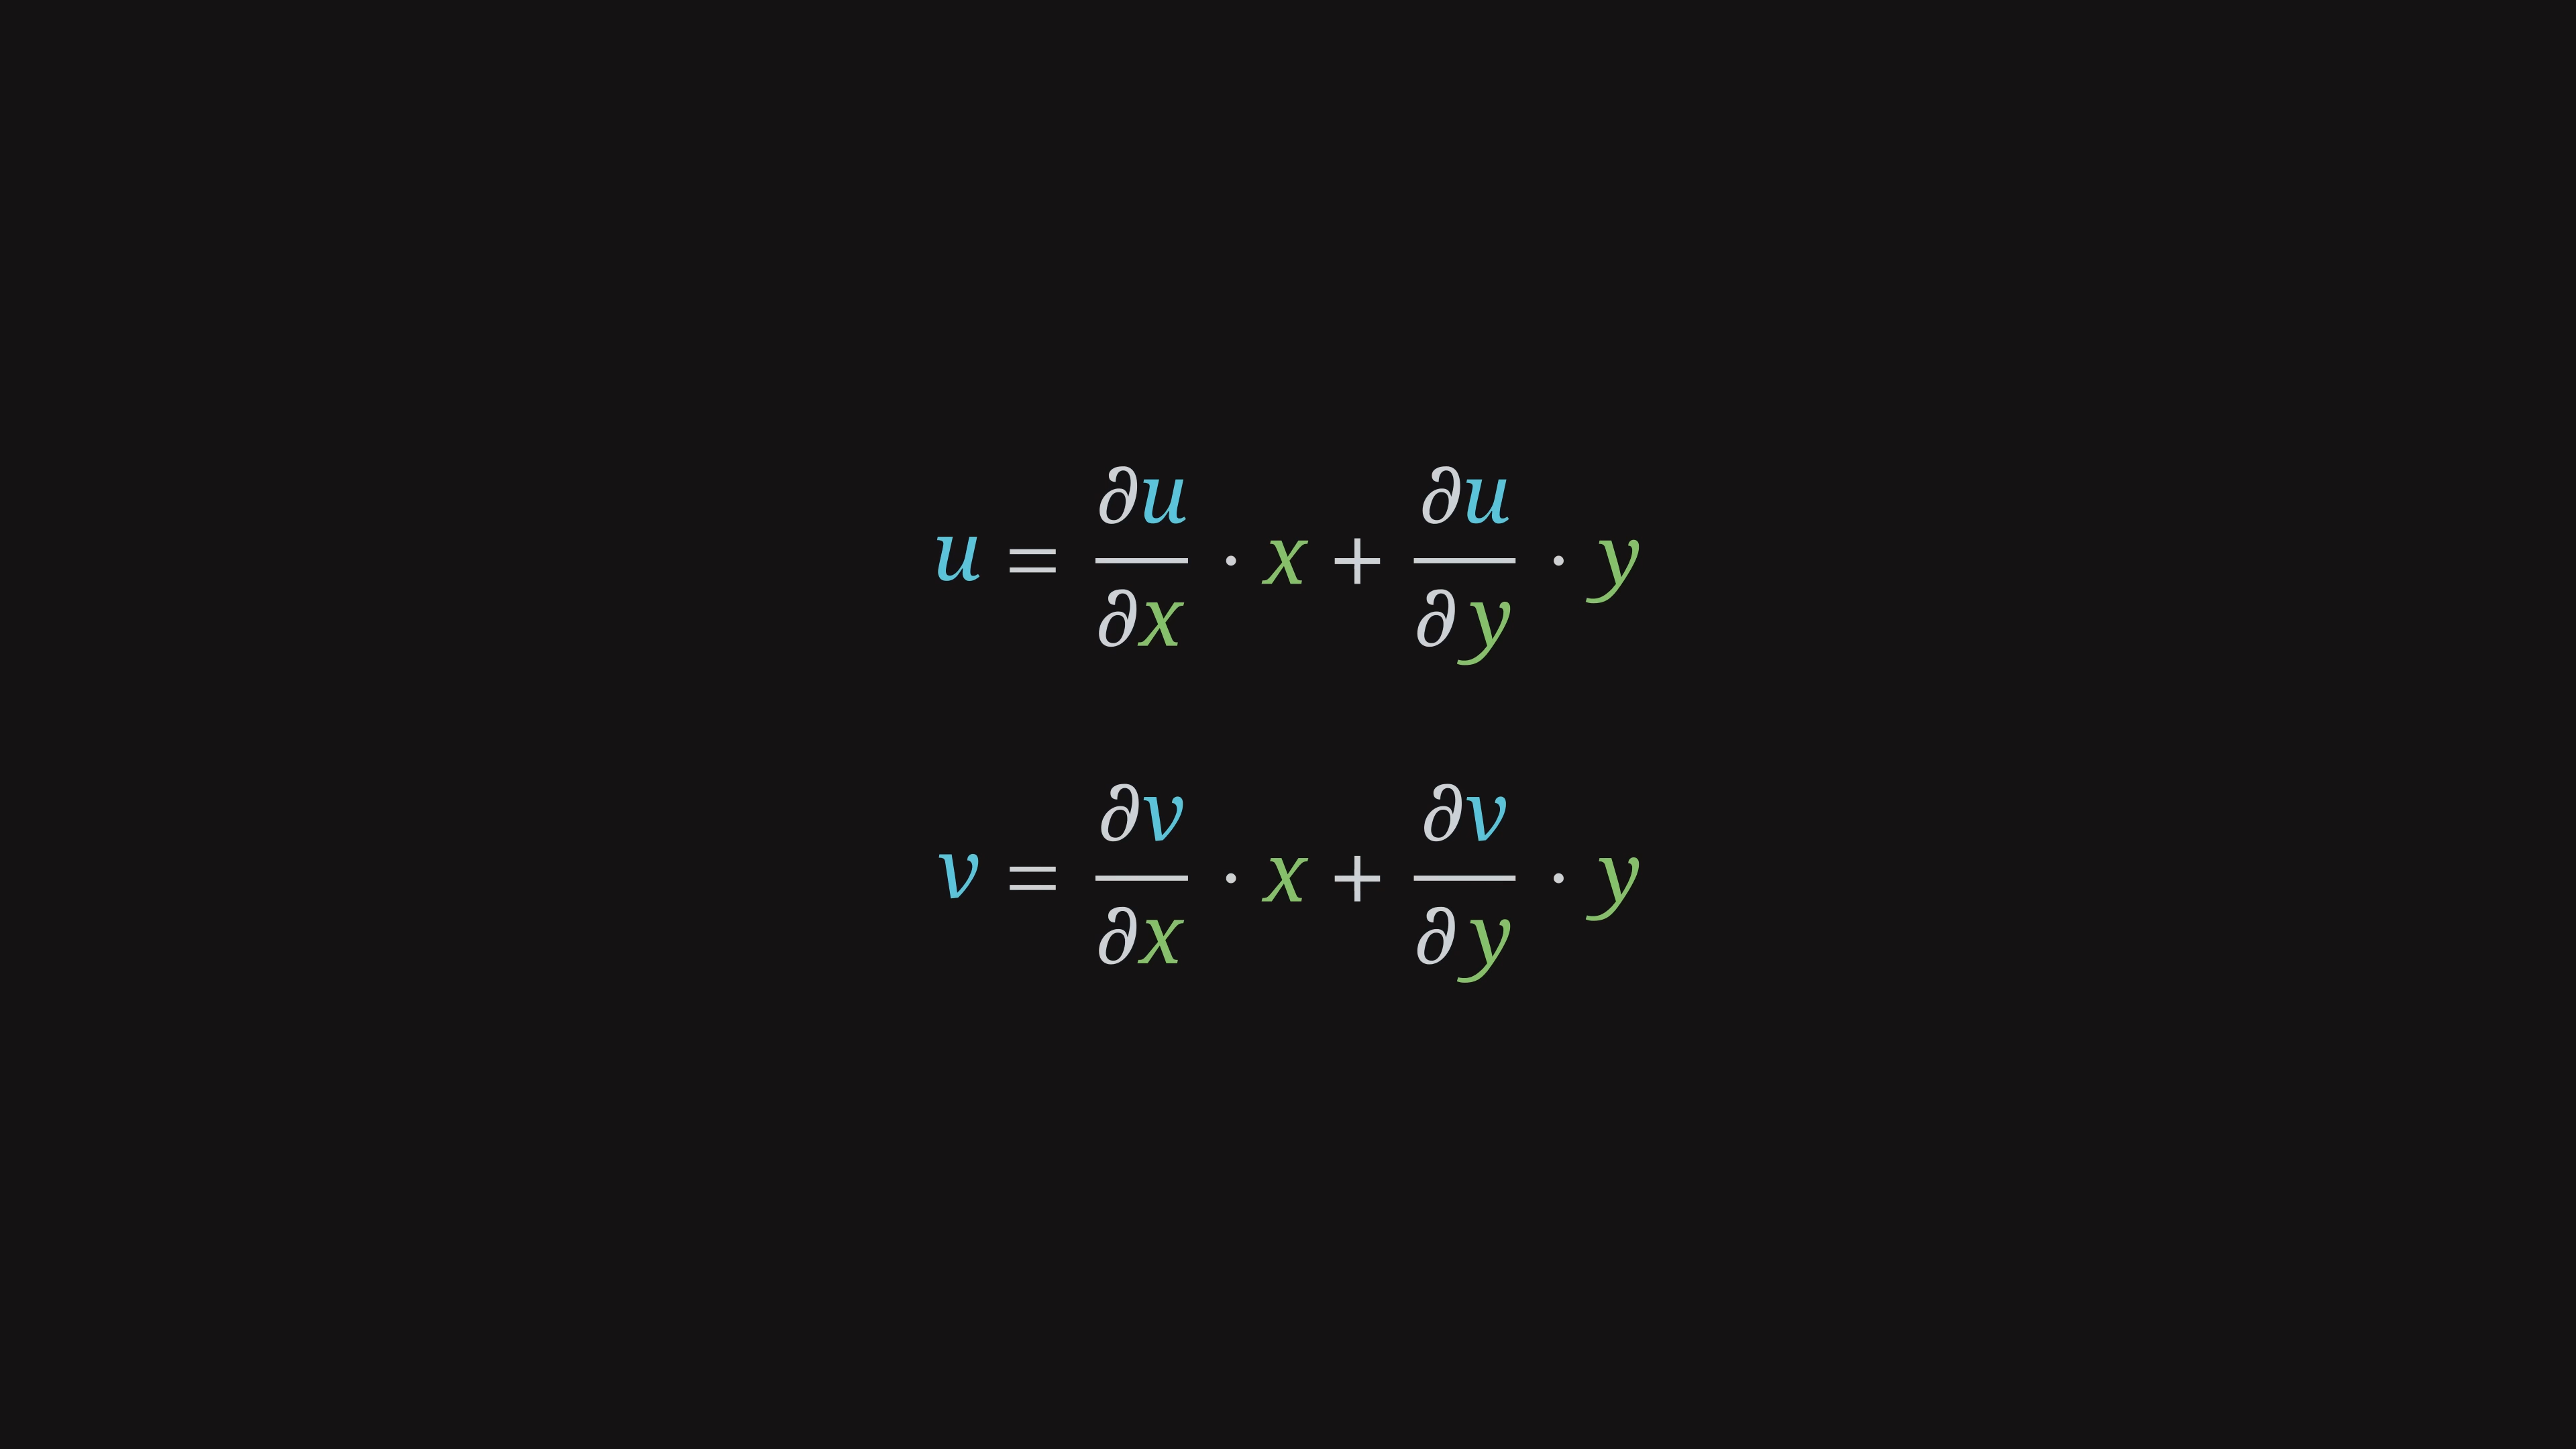 u = ∂u/∂x · x + ∂u/∂y · y
v = ∂v/∂x · x + ∂v/∂y · y